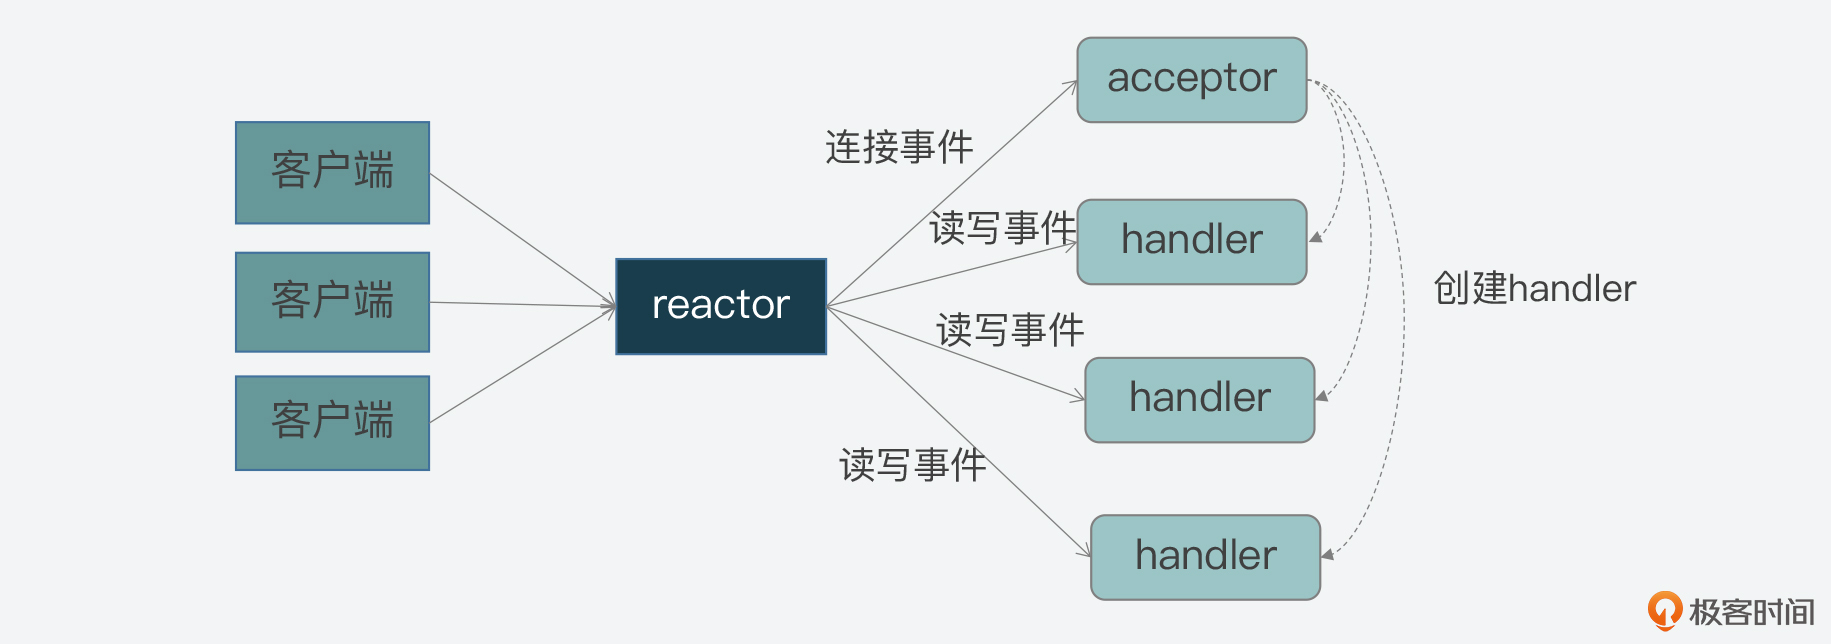 客户端
客户端
客户端
reactor
连接事件
读写事件
读写事件
读写事件
acceptor
handler
handler
handler
创建handler
极客时间